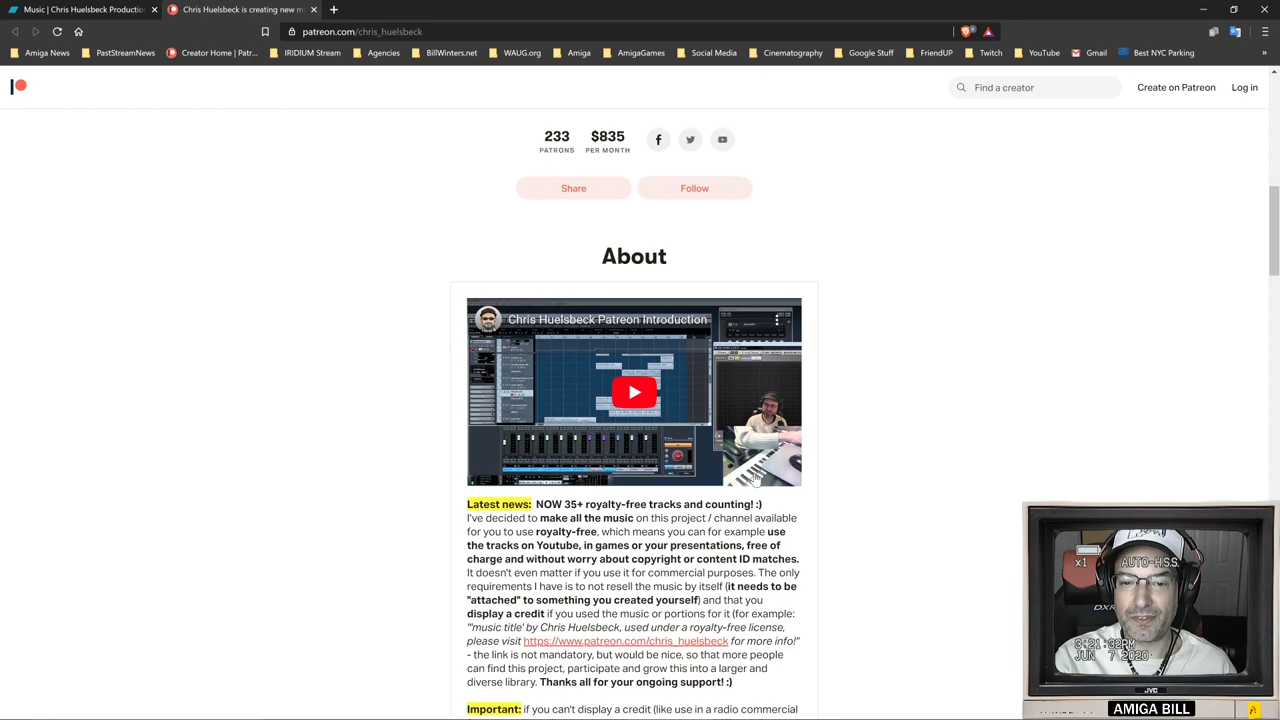 Music | Chris Huelsbeck Productio
Chris Huelsbeck is creating new m
patreon.com/chris_huelsbeck
Amiga News
PastStreamNews
Creator Home | Patr...
IRIDIUM Stream
Agencies
BillWinters.net
WAUG.org
Amiga
AmigaGames
Social Media
Cinematography
Google Stuff
FriendUP
Twitch
YouTube
Gmail
Best NYC Parking
Find a creator
Create on Patreon
Log in
233
PATRONS
$835
PER MONTH
Share
Follow
About
Chris Huelsbeck Patreon Introduction
Latest news: NOW 35+ royalty-free tracks and counting! :)
I've decided to make all the music on this project / channel available
for you to use royalty-free, which means you can for example use
the tracks on Youtube, in games or your presentations, free of
charge and without worry about copyright or content ID matches.
It doesn't even matter if you use it for commercial purposes. The only
requirements I have is to not resell the music by itself (it needs to be
"attached" to something you created yourself) and that you
display a credit if you used the music or portions for it (for example:
"'music title' by Chris Huelsbeck, used under a royalty-free license,
please visit https://www.patreon.com/chris_huelsbeck for more info!"
- the link is not mandatory, but would be nice, so that more people
can find this project, participate and grow this into a larger and
diverse library. Thanks all for your ongoing support! :)
Important: if you can't display a credit (like use in a radio commercial
x1
AUTO-H.S.S.
DXR
3:21:32PM
JUN 7 2020
JVC
AMIGA BILL